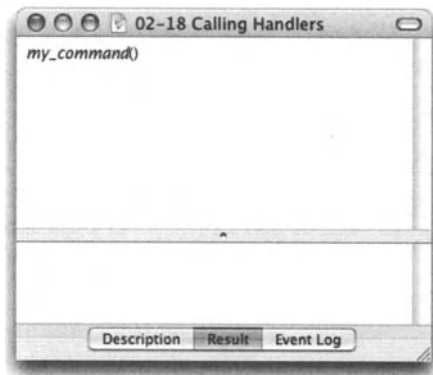 02-18 Calling Handlers
my_command()
Description Result Event Log